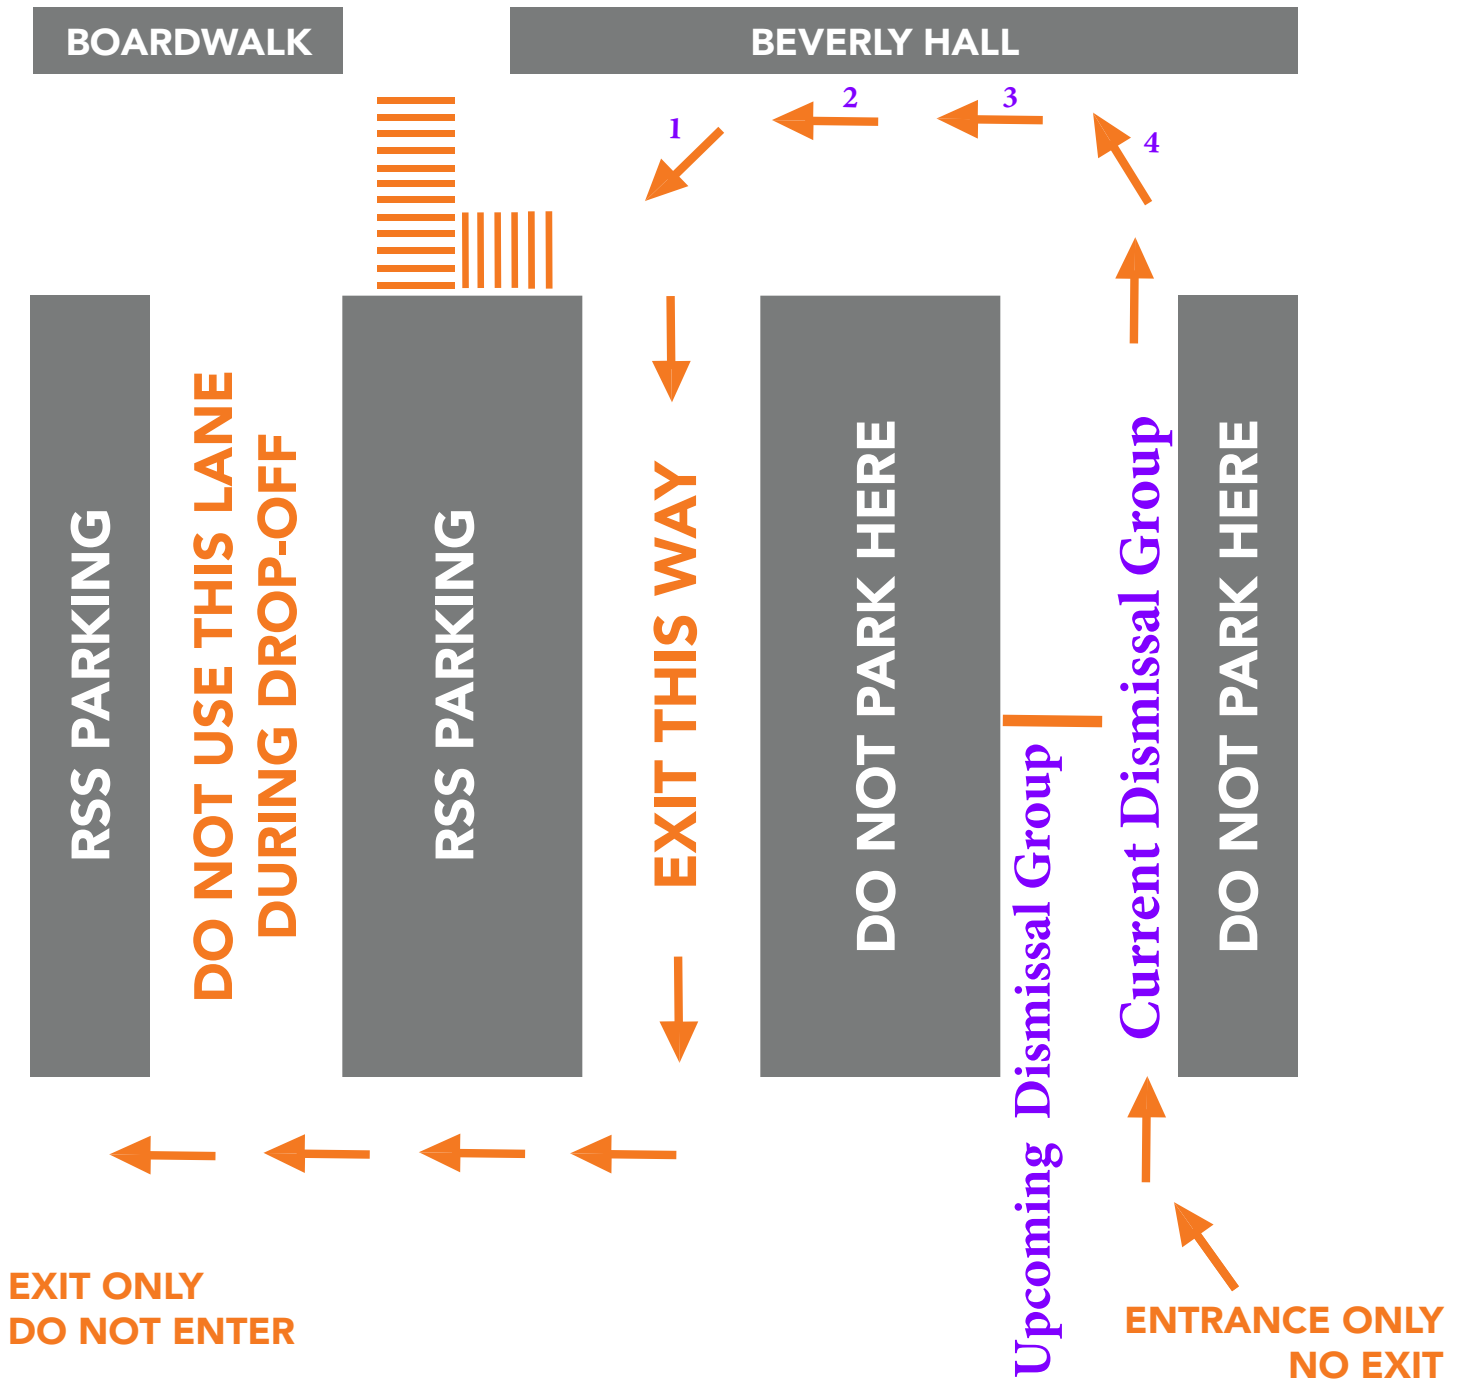 BOARDWALK
BEVERLY HALL
1
2
3
4
RSS PARKING
DO NOT USE THIS LANE
DURING DROP-OFF
RSS PARKING
EXIT THIS WAY
DO NOT PARK HERE
Upcoming Dismissal Group
Current Dismissal Group
DO NOT PARK HERE
EXIT ONLY
DO NOT ENTER
ENTRANCE ONLY
NO EXIT